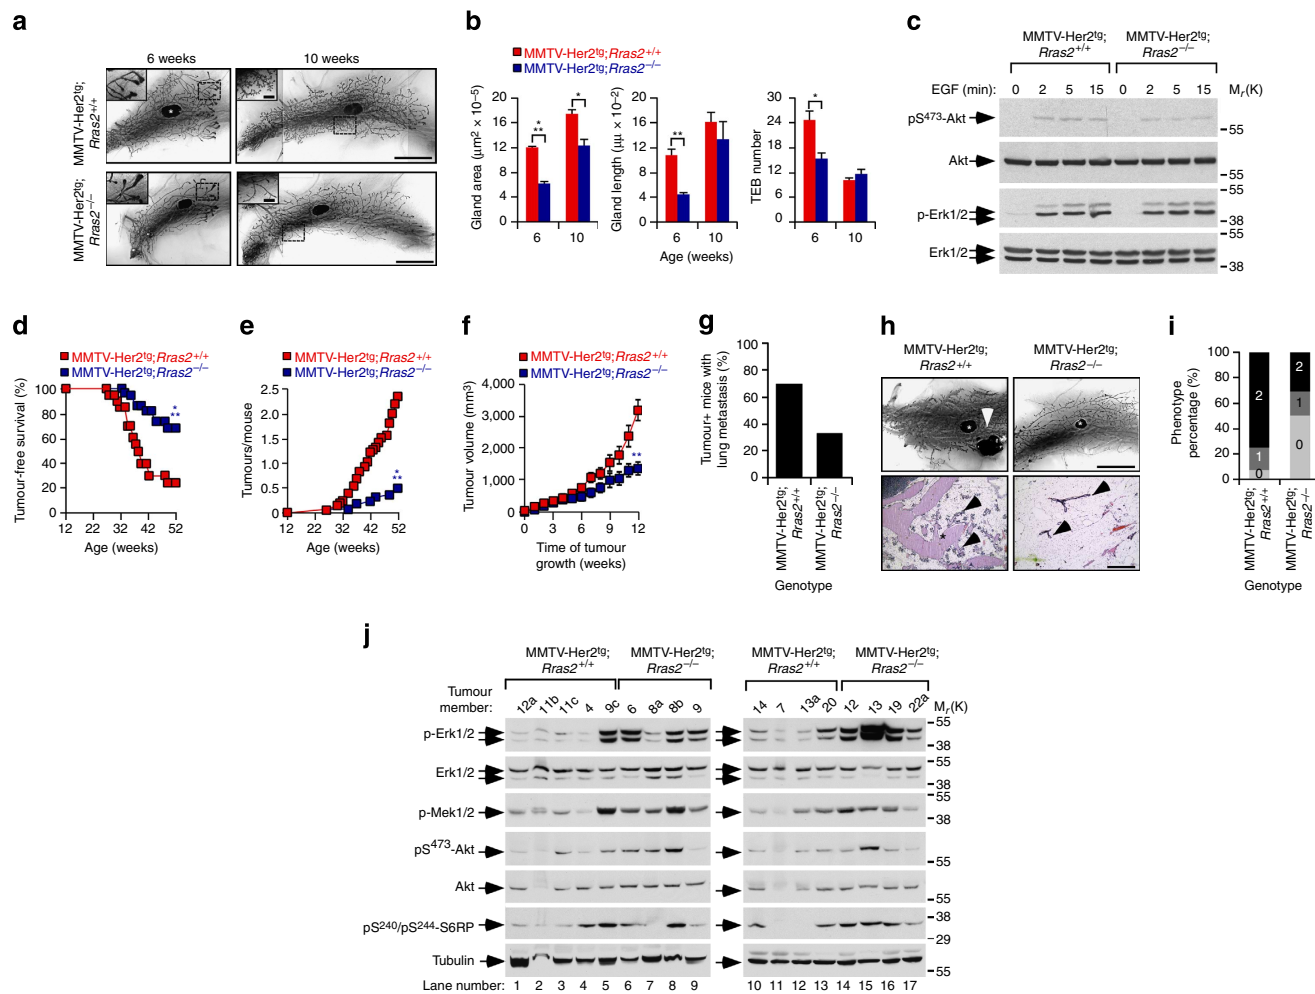 a
6 weeks
10 weeks
MMTV-Her2tg;
Rras2+/+
MMTV-Her2tg;
Rras2−/−
b
MMTV-Her2tg;Rras2+/+
MMTV-Her2tg;Rras2−/−
Gland area (μm2 × 10−5)
20
16
12
8
4
0
*
**
*
6
10
Gland length (μμ × 10−2)
20
16
12
8
4
0
**
6
10
TEB number
30
24
18
12
6
0
*
6
10
Age (weeks)
c
MMTV-Her2tg;
Rras2+/+
MMTV-Her2tg;
Rras2−/−
EGF (min):
0 2 5 15 0 2 5 15
Mr(K)
pS473-Akt
55
Akt
55
p-Erk1/2
55
38
Erk1/2
55
38
d
MMTV-Her2tg;Rras2+/+
MMTV-Her2tg;Rras2−/−
Tumour-free survival (%)
100
80
60
40
20
0
*
**
12 22 32 42 52
Age (weeks)
e
MMTV-Her2tg;Rras2+/+
MMTV-Her2tg;Rras2−/−
Tumours/mouse
2.5
2.0
1.5
1.0
0.5
0
*
**
12 22 32 42 52
Age (weeks)
f
MMTV-Her2tg;Rras2+/+
MMTV-Her2tg;Rras2−/−
Tumour volume (mm3)
4,000
3,000
2,000
1,000
0
**
0 3 6 9 12
Time of tumour
growth (weeks)
g
Tumour+ mice with
lung metastasis (%)
100
80
60
40
20
0
MMTV-Her2tg;
Rras2+/+
MMTV-Her2tg;
Rras2−/−
Genotype
h
MMTV-Her2tg;
Rras2+/+
MMTV-Her2tg;
Rras2−/−
*
*
*
i
Phenotype
percentage (%)
100
80
60
40
20
0
2
1
0
2
1
0
MMTV-Her2tg;
Rras2+/+
MMTV-Her2tg;
Rras2−/−
Genotype
j
MMTV-Her2tg;
Rras2+/+
MMTV-Her2tg;
Rras2−/−
MMTV-Her2tg;
Rras2+/+
MMTV-Her2tg;
Rras2−/−
Tumour
member:
12a 11b 11c 4 9c 6 8a 8b 9 14 7 13a 20 12 13 19 22a
Mr(K)
p-Erk1/2
55
38
Erk1/2
55
38
p-Mek1/2
55
38
pS473-Akt
55
Akt
55
pS240/pS244-S6RP
38
29
Tubulin
55
Lane number: 1 2 3 4 5 6 7 8 9 10 11 12 13 14 15 16 17